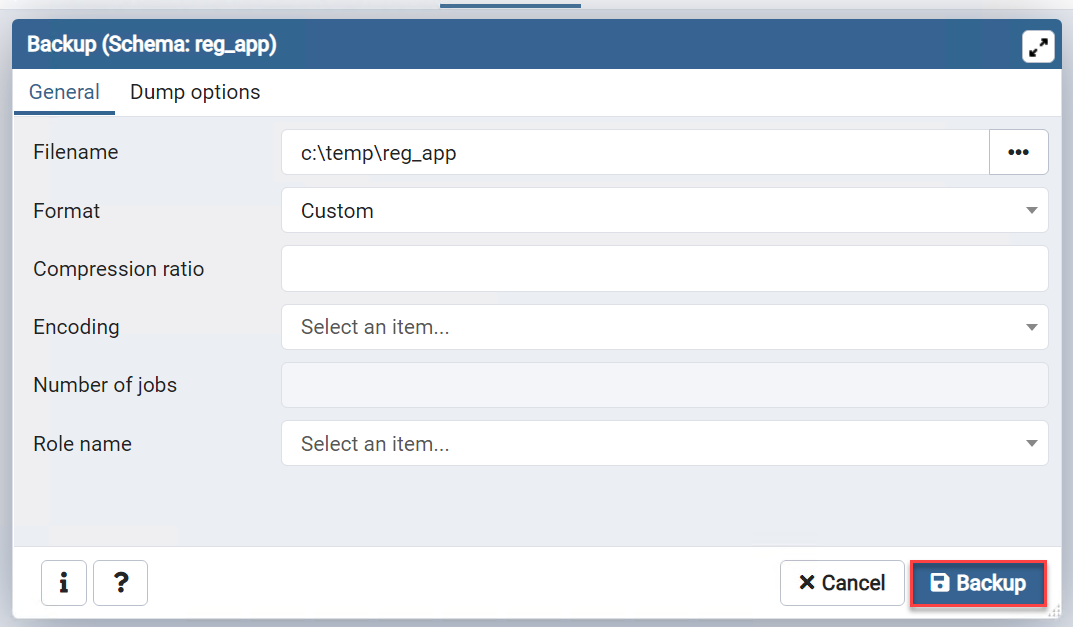 Backup (Schema: reg_app)
General Dump options
Filename c:\temp\reg_app •••
Format Custom
Compression ratio
Encoding Select an item...
Number of jobs
Role name Select an item...
i ? Cancel Backup